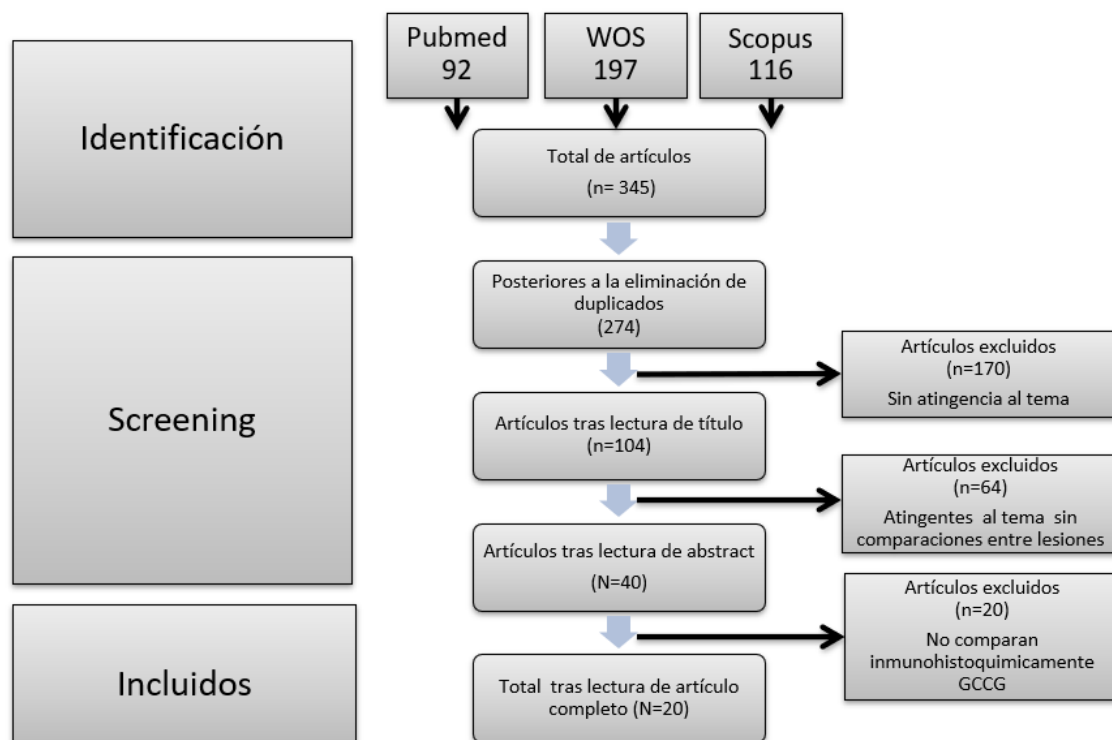 Identificación
Pubmed
92
WOS
197
Scopus
116
Total de artículos
(n= 345)
Screening
Posteriores a la eliminación de
duplicados
(274)
Artículos excluidos
(n=170)
Sin atingencia al tema
Artículos tras lectura de título
(n=104)
Artículos excluidos
(n=64)
Atingentes al tema sin
comparaciones entre lesiones
Artículos tras lectura de abstract
(N=40)
Artículos excluidos
(n=20)
No comparan
inmunohistoquimicamente
GCCG
Incluidos
Total tras lectura de artículo
completo (N=20)